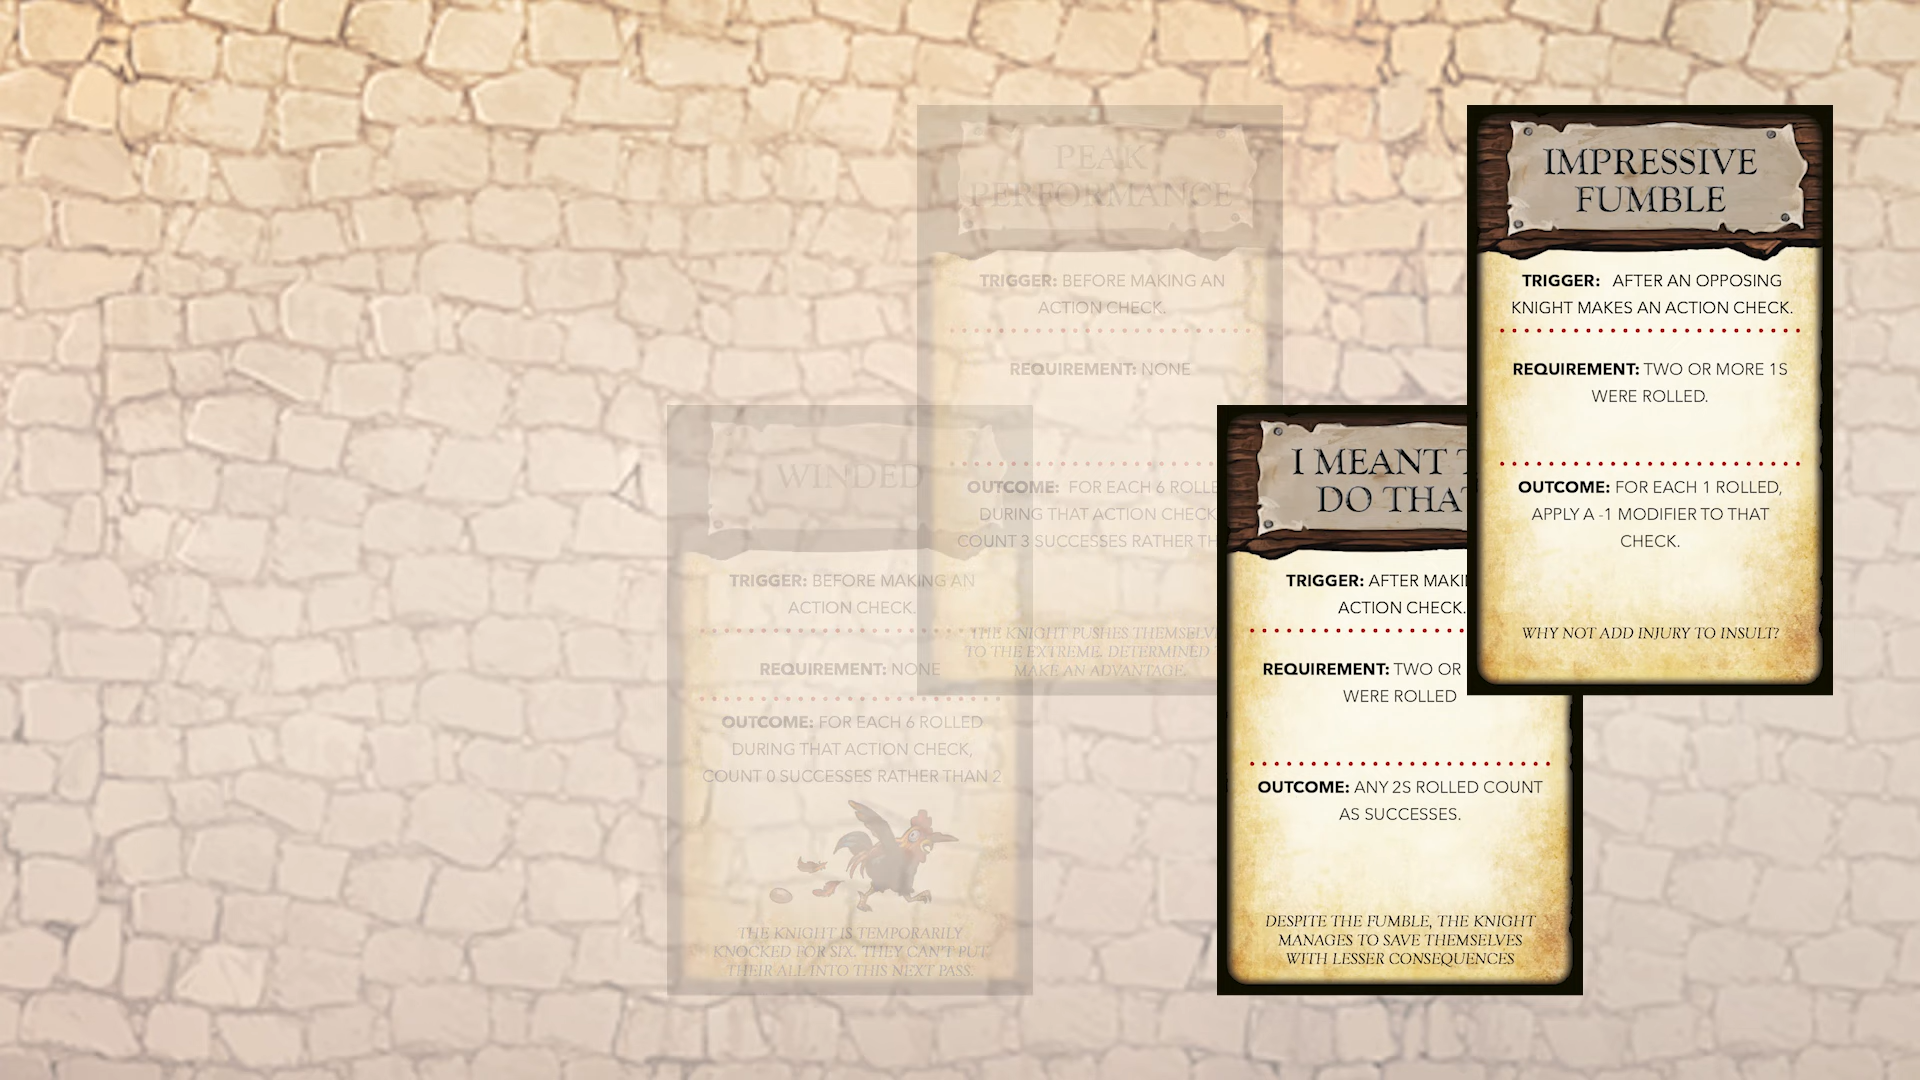 PEAK
PERFORMANCE
TRIGGER: BEFORE MAKING AN
ACTION CHECK.
REQUIREMENT: NONE
OUTCOME: FOR EACH 6
DURING THAT ACTION CHECK
COUNT 3 SUCCESSES RATHER
THE KNIGHT PUSHES
TO THE EXTREME. DETERMINED
MAKE AN ADVANTAGE.
IMPRESSIVE
FUMBLE
TRIGGER: AFTER AN OPPOSING
KNIGHT MAKES AN ACTION CHECK.
REQUIREMENT: TWO OR MORE 1S
WERE ROLLED.
OUTCOME: FOR EACH 1 ROLLED,
APPLY A -1 MODIFIER TO THAT
CHECK.
WHY NOT ADD INJURY TO INSULT?
WINDED
TRIGGER: BEFORE MAKING AN
ACTION CHECK.
REQUIREMENT: NONE
OUTCOME: FOR EACH 6 ROLLED
DURING THAT ACTION CHECK,
COUNT 0 SUCCESSES RATHER THAN 2
THE KNIGHT IS TEMPORARILY
KNOCKED FOR SIX. THEY CAN'T PUT
THEIR ALL INTO THIS NEXT PASS.
I MEANT
DO
TRIGGER: AFTER
ACTION CHECK.
REQUIREMENT: TWO OR
WERE ROLLED
OUTCOME: ANY 2S ROLLED COUNT
AS SUCCESSES.
DESPITE THE FUMBLE, THE KNIGHT
MANAGES TO SAVE THEMSELVES
WITH LESSER CONSEQUENCES